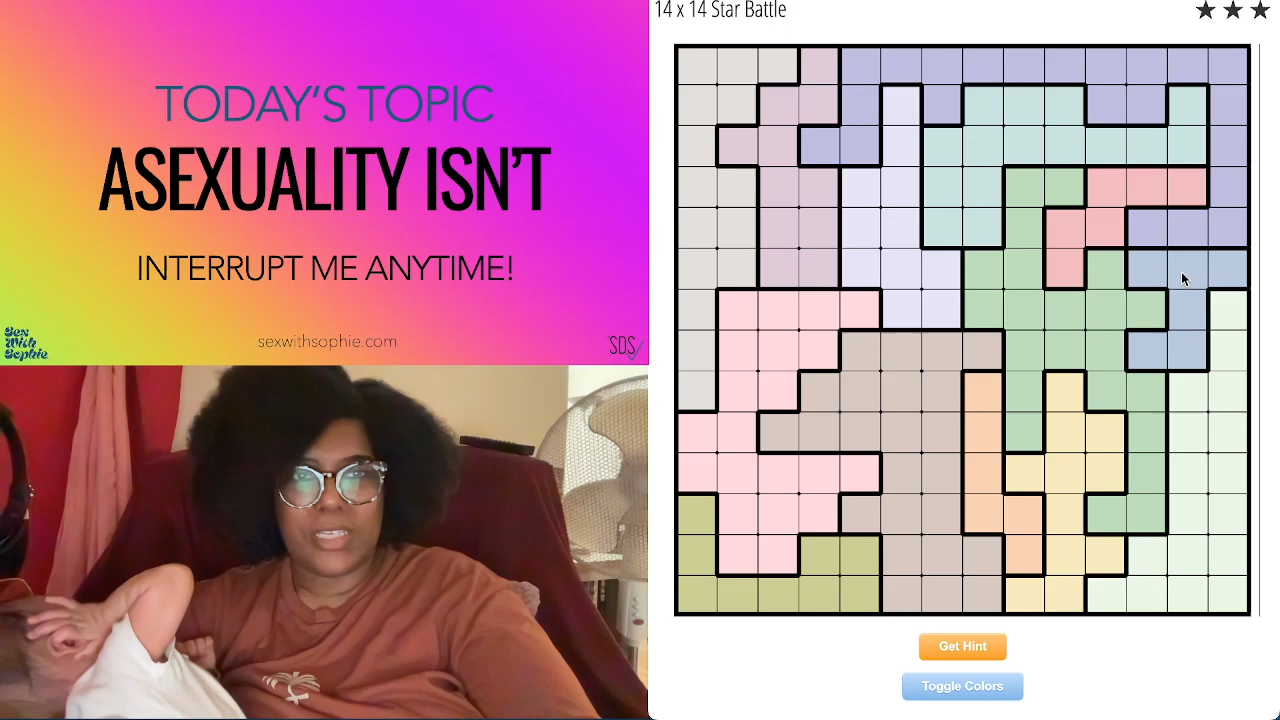 14 x 14 Star Battle
TODAY'S TOPIC
ASEXUALITY ISN'T
INTERRUPT ME ANYTIME!
Sex
With
Sophie
sexwithsophie.com
SDS
Get Hint
Toggle Colors